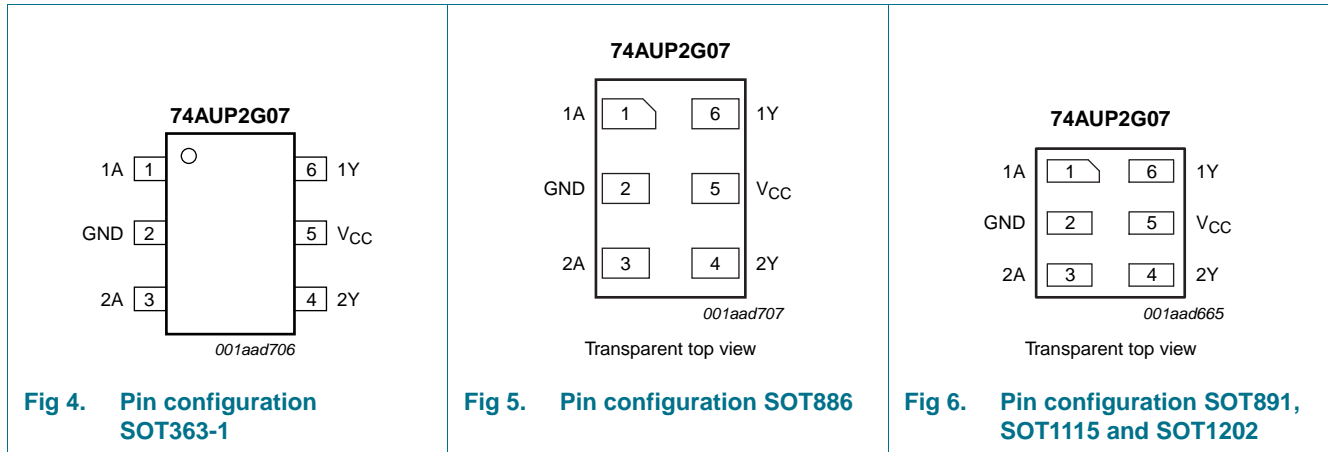 74AUP2G07
1A 1 6 1Y
GND 2 5 VCC
2A 3 4 2Y
001aad706
Fig 4. Pin configuration
SOT363-1
74AUP2G07
1A 1 6 1Y
GND 2 5 VCC
2A 3 4 2Y
001aad707
Transparent top view
Fig 5. Pin configuration SOT886
74AUP2G07
1A 1 6 1Y
GND 2 5 VCC
2A 3 4 2Y
001aad665
Transparent top view
Fig 6. Pin configuration SOT891,
SOT1115 and SOT1202